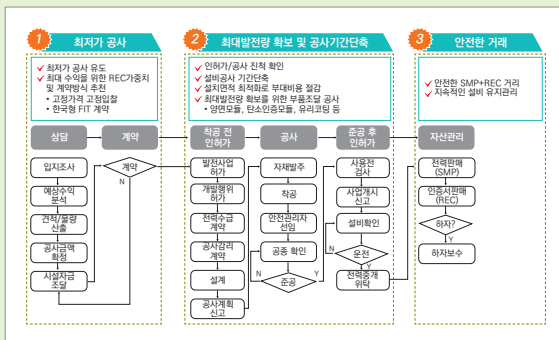 1 최저가 공사
✓ 최저가 공사 유도
✓ 최대 수익을 위한 REC가중치
및 계약방식 추천
• 고정가격 고정입찰
• 한국형 FIT 계약
2 최대발전량 확보 및 공사기간단축
✓ 인허가/공사 진척 확인
✓ 설비공사 기간단축
✓ 설치면적 최적화로 부대비용 절감
✓ 최대발전량 확보를 위한 부품조달 공사
• 양면모듈, 탄소인증모듈, 유리코팅 등
3 안전한 거래
✓ 안전한 SMP+REC 거리
✓ 지속적인 설비 유지관리
상담
입지조사
예상수익
분석
견적/물량
산출
공사금액
확정
시설자금
조달
계약
계약
N
착공 전
인허가
발전사업
허가
개발행위
허가
전력수급
계약
공사감리
계약
설계
공사계획
신고
공사
자재발주
착공
안전관리자
선임
공종 확인
N
준공
Y
준공 후
인허가
사용전
검사
사업개시
신고
설비확인
N
운전
Y
전력중개
위탁
자산관리
전력판매
(SMP)
인증서판매
(REC)
하자?
Y
하자보수